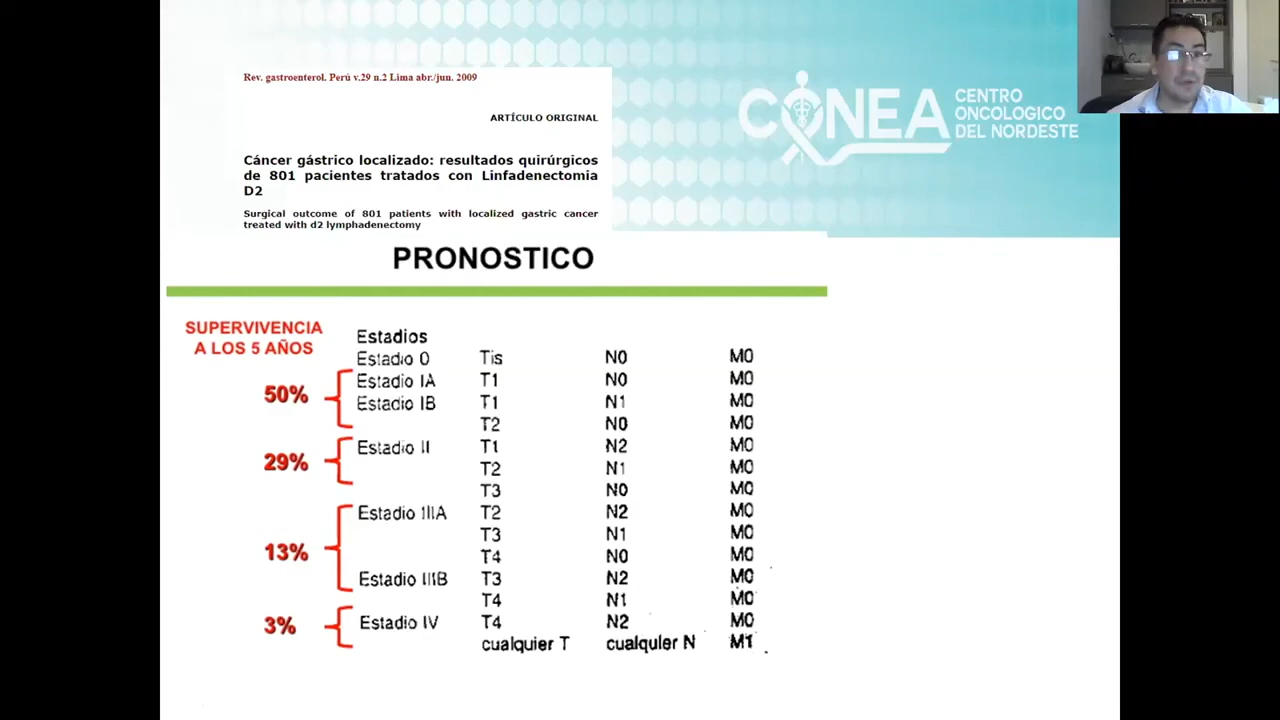 Rev. gastroenterol. Perú v.29 n.2 Lima abr./jun. 2009
CONEA
CENTRO
ONCOLOGICO
DEL NORDESTE
ARTÍCULO ORIGINAL
Cáncer gástrico localizado: resultados quirúrgicos
de 801 pacientes tratados con Linfadenectomia
D2
Surgical outcome of 801 patients with localized gastric cancer
treated with d2 lymphadenectomy
PRONOSTICO
SUPERVIVENCIA
A LOS 5 AÑOS
Estadios
Estadio 0 Tis N0 M0
50% Estadio IA T1 N0 M0
Estadio IB T1 N1 M0
T2 N0 M0
29% Estadio II T1 N2 M0
T2 N1 M0
T3 N0 M0
13% Estadio IIIA T2 N2 M0
T3 N1 M0
T4 N0 M0
Estadio IIIB T3 N2 M0
T4 N1 M0
3% Estadio IV T4 N2 M0
cualquier T cualquier N M1